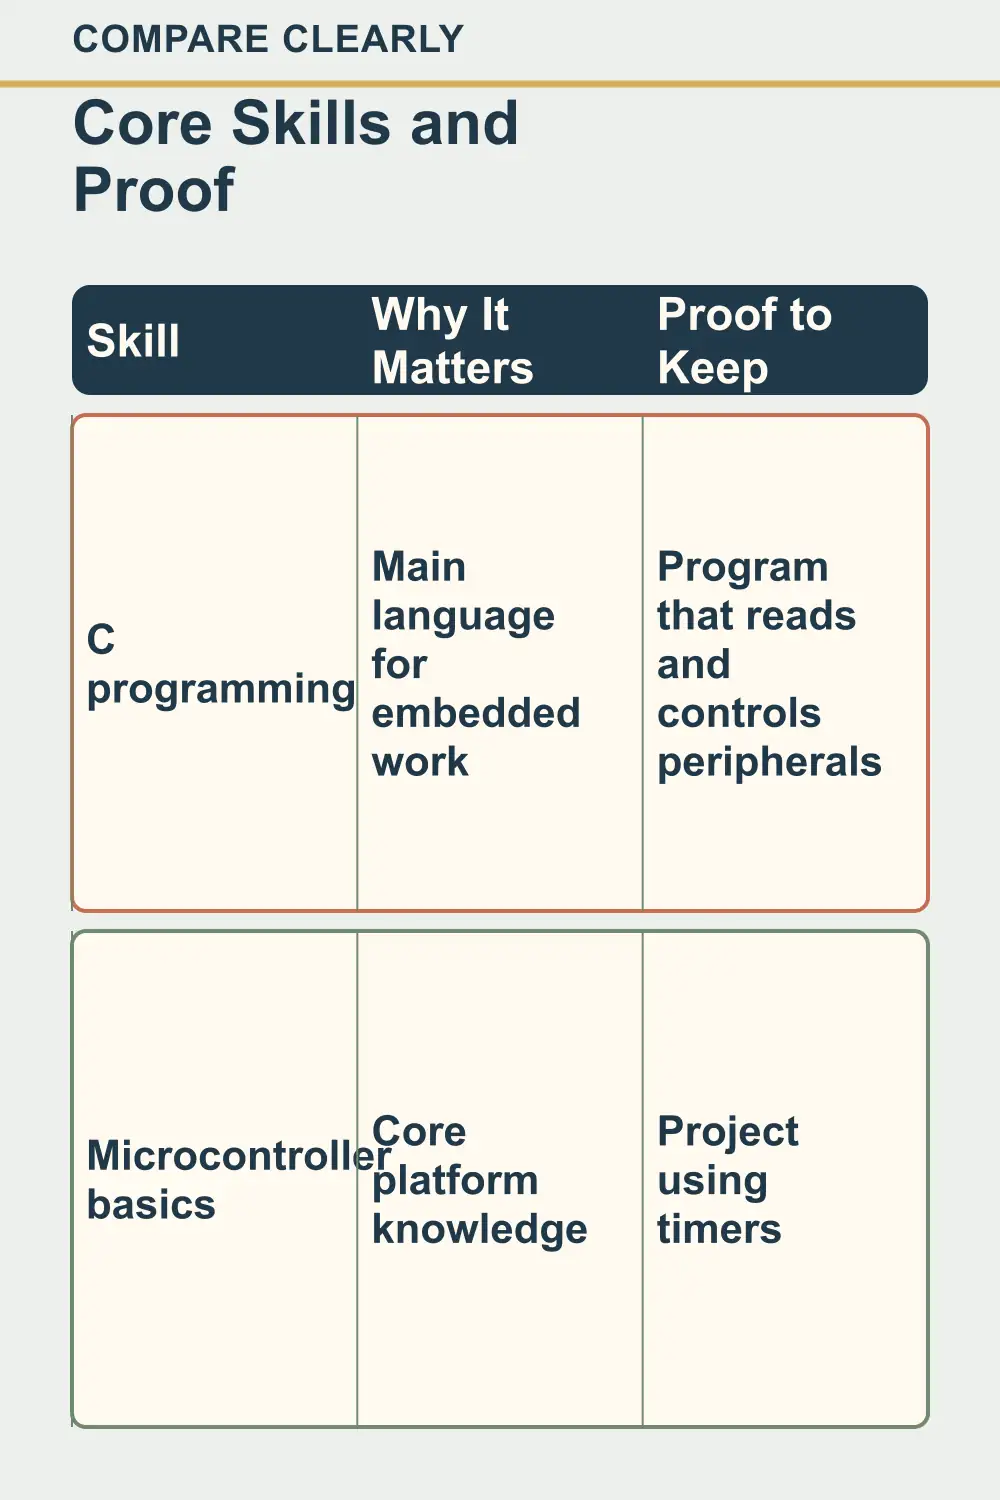 COMPARE CLEARLY
Core Skills and
Proof
Skill
Why It
Matters
Proof to
Keep
C
programming
Main
language
for
embedded
work
Program
that reads
and
controls
peripherals
Microcontroller
basics
Core
platform
knowledge
Project
using
timers